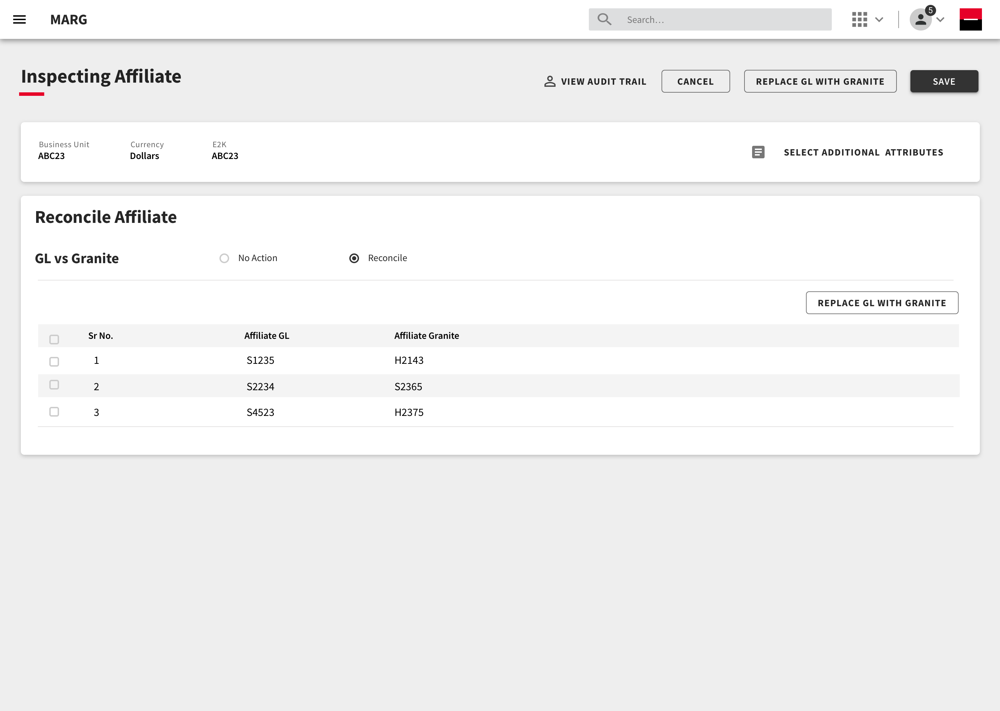 MARG
Search...
5
Inspecting Affiliate
VIEW AUDIT TRAIL
CANCEL
REPLACE GL WITH GRANITE
SAVE
Business Unit
ABC23
Currency
Dollars
E2K
ABC23
SELECT ADDITIONAL ATTRIBUTES
Reconcile Affiliate
GL vs Granite
No Action
Reconcile
REPLACE GL WITH GRANITE
Sr No. Affiliate GL Affiliate Granite
1 S1235 H2143
2 S2234 S2365
3 S4523 H2375